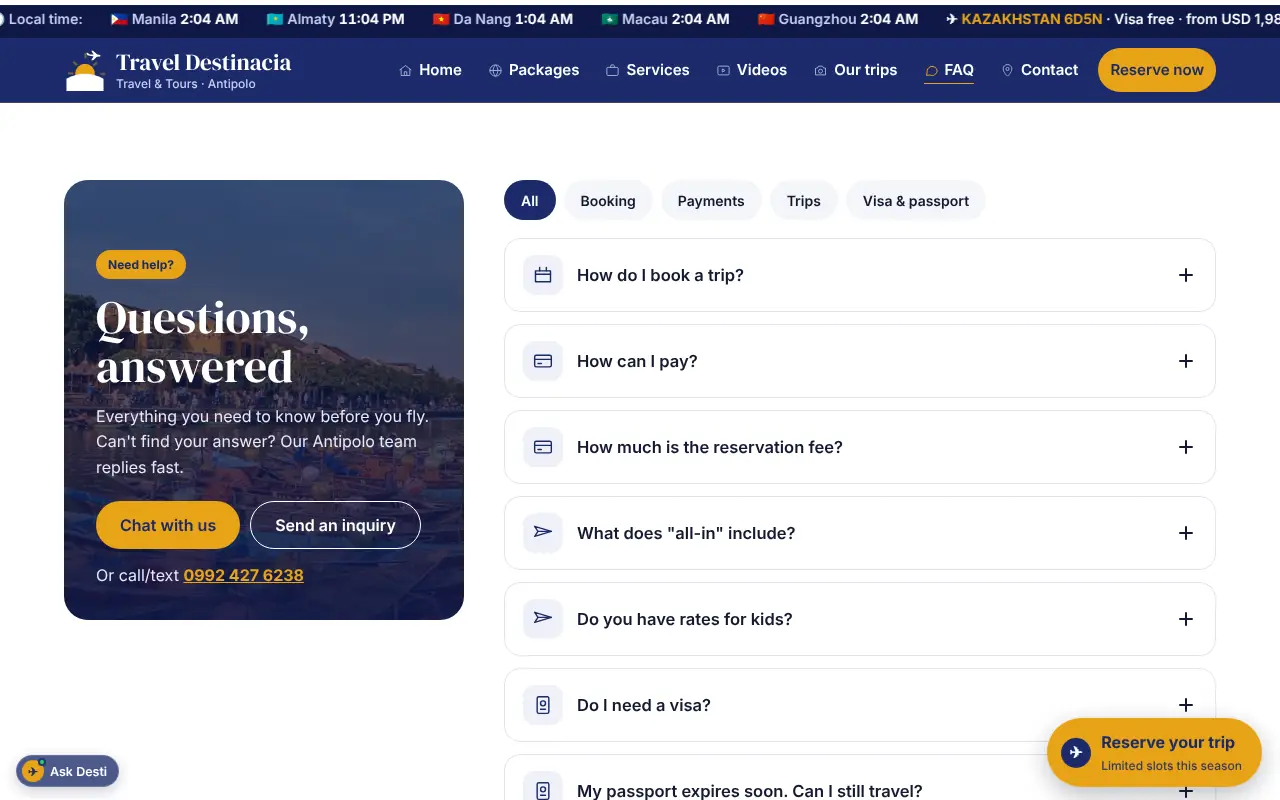 Local time: Manila 2:04 AM Almaty 11:04 PM Da Nang 1:04 AM Macau 2:04 AM Guangzhou 2:04 AM ✈ KAZAKHSTAN 6D5N · Visa free · from USD 1,98
Travel Destinacia
Travel & Tours · Antipolo
Home Packages Services Videos Our trips FAQ Contact Reserve now
Need help?
Questions,
answered
Everything you need to know before you fly.
Can't find your answer? Our Antipolo team
replies fast.
Chat with us Send an inquiry
Or call/text 0992 427 6238
All Booking Payments Trips Visa & passport
How do I book a trip?
How can I pay?
How much is the reservation fee?
What does "all-in" include?
Do you have rates for kids?
Do I need a visa?
My passport expires soon. Can I still travel?
Reserve your trip
Limited slots this season
Ask Desti